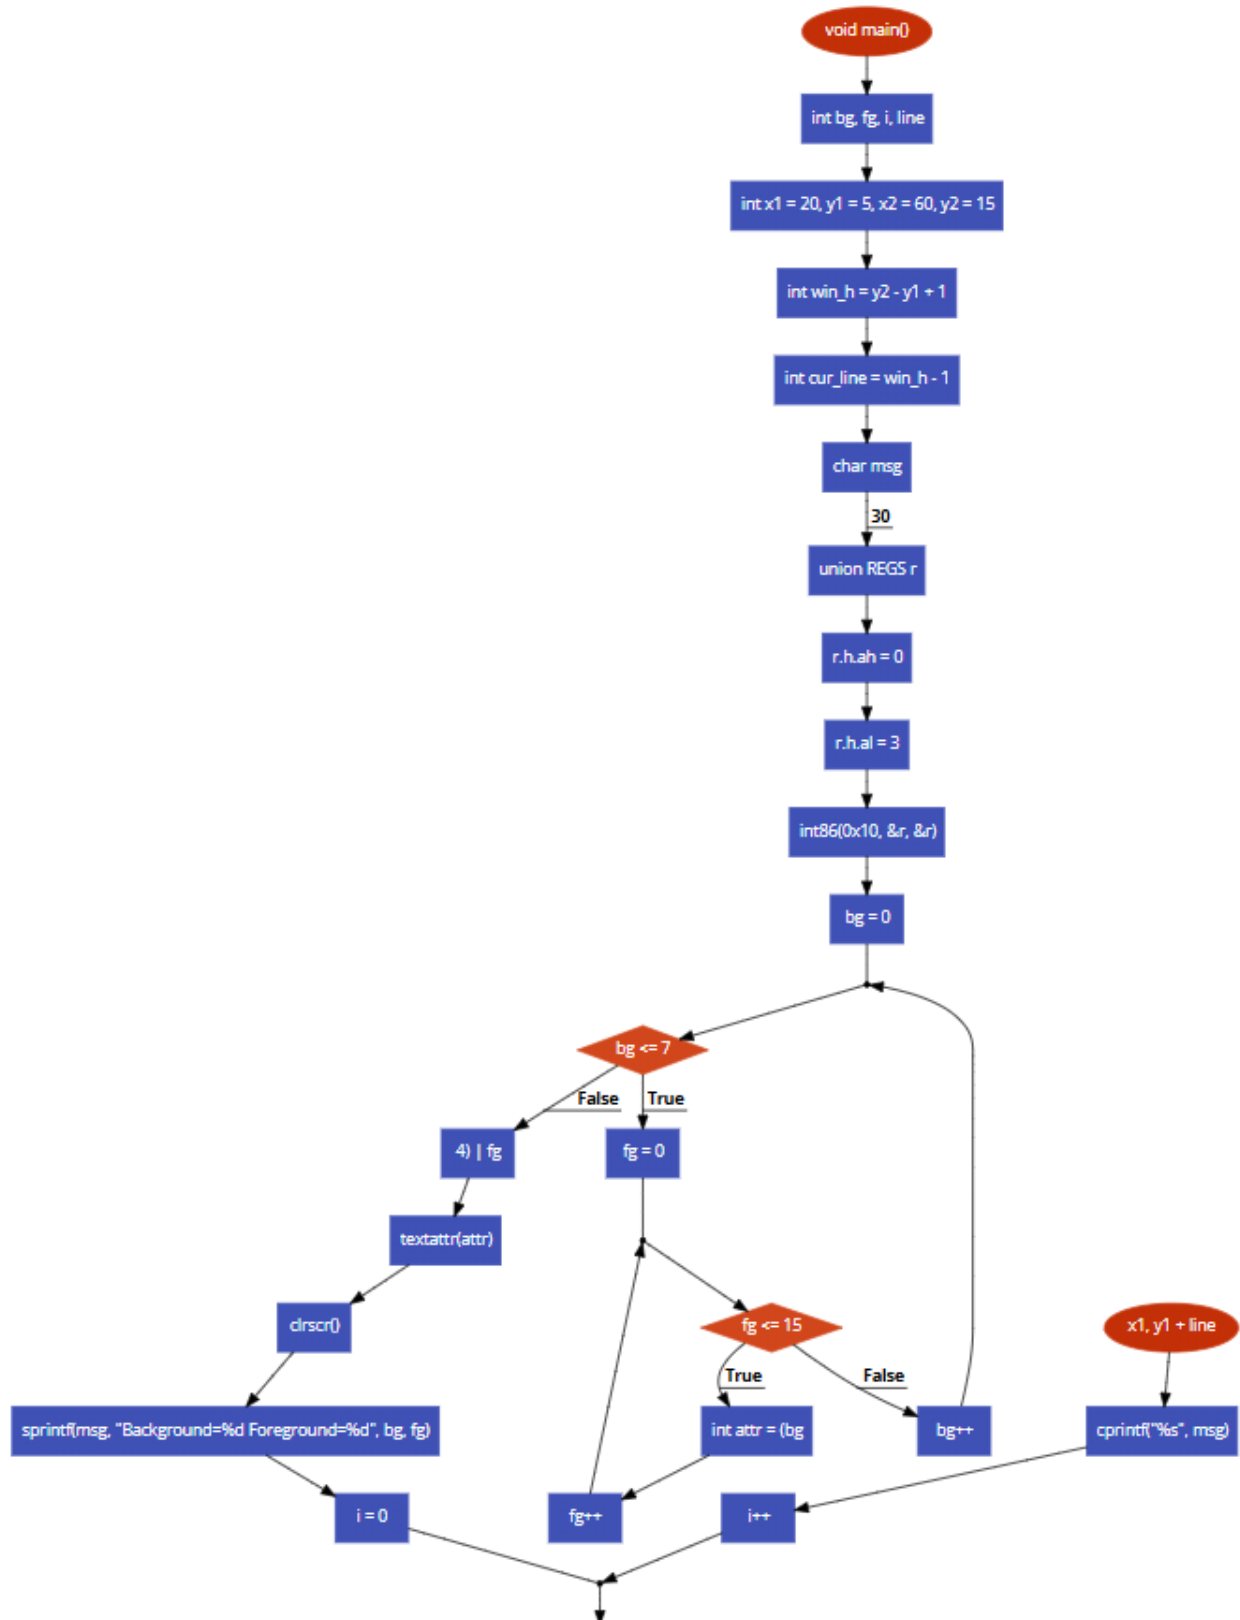 void main()
int bg, fg, i, line
int x1 = 20, y1 = 5, x2 = 60, y2 = 15
int win_h = y2 - y1 + 1
int cur_line = win_h - 1
char msg
30
union REGS r
r.h.ah = 0
r.h.al = 3
int86(0x10, &r, &r)
bg = 0
bg <= 7
False
True
4) | fg
fg = 0
textattr(attr)
clrscr()
fg <= 15
x1, y1 + line
True
False
sprintf(msg, "Background=%d Foreground=%d", bg, fg)
int attr = (bg
bg++
cprintf("%s", msg)
i = 0
fg++
i++